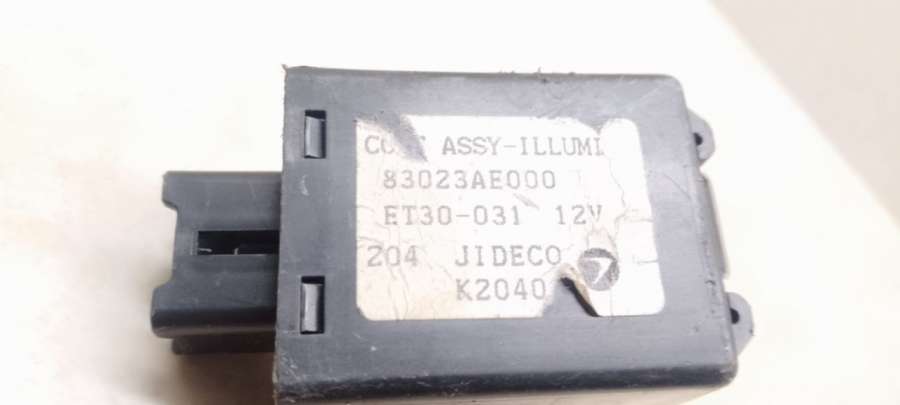 ASSY-ILLUMI
83023AE000
ET30-031 12V
204 JIDECO
K2040